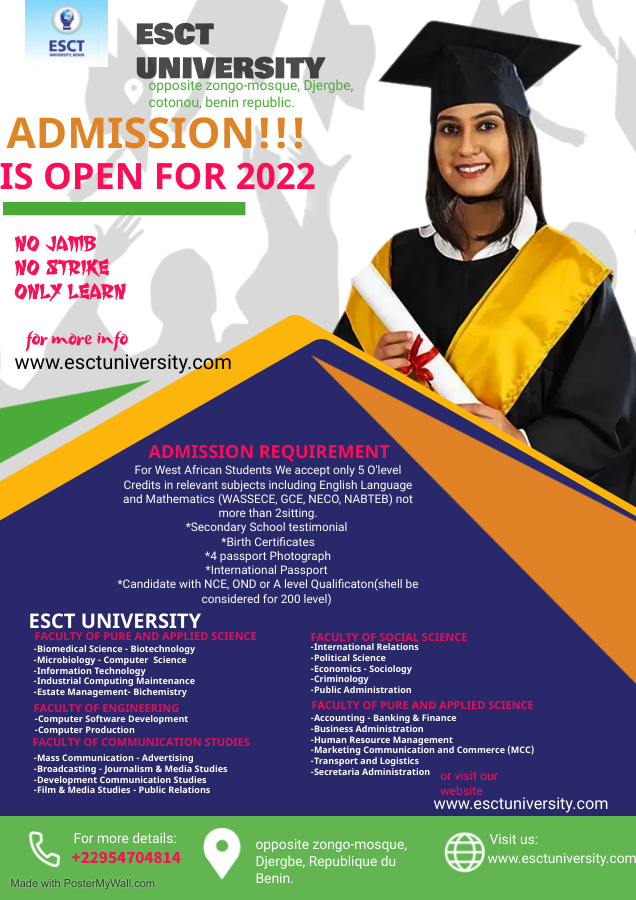 ESCT
UNIVERSITY, BENIN
ESCT
UNIVERSITY
opposite zongo-mosque, Djergbe,
cotonou, benin republic.
ADMISSION!!!
IS OPEN FOR 2022
NO JAMB
NO STRIKE
ONLY LEARN
for more info
www.esctuniversity.com
ADMISSION REQUIREMENT
For West African Students We accept only 5 O'level
Credits in relevant subjects including English Language
and Mathematics (WASSECE, GCE, NECO, NABTEB) not
more than 2sitting.
*Secondary School testimonial
*Birth Certificates
*4 passport Photograph
*International Passport
*Candidate with NCE, OND or A level Qualificaton(shell be
considered for 200 level)
ESCT UNIVERSITY
FACULTY OF PURE AND APPLIED SCIENCE
-Biomedical Science - Biotechnology
-Microbiology - Computer Science
-Information Technology
-Industrial Computing Maintenance
-Estate Management- Bichemistry
FACULTY OF ENGINEERING
-Computer Software Development
-Computer Production
FACULTY OF COMMUNICATION STUDIES
-Mass Communication - Advertising
-Broadcasting - Journalism & Media Studies
-Development Communication Studies
-Film & Media Studies - Public Relations
FACULTY OF SOCIAL SCIENCE
-International Relations
-Political Science
-Economics - Sociology
-Criminology
-Public Administration
FACULTY OF PURE AND APPLIED SCIENCE
-Accounting - Banking & Finance
-Business Administration
-Human Resource Management
-Marketing Communication and Commerce (MCC)
-Transport and Logistics
-Secretaria Administration
or visit our
website
www.esctuniversity.com
For more details:
+22954704814
opposite zongo-mosque,
Djergbe, Republique du
Benin.
Visit us:
www.esctuniversity.com
Made with PosterMyWall.com